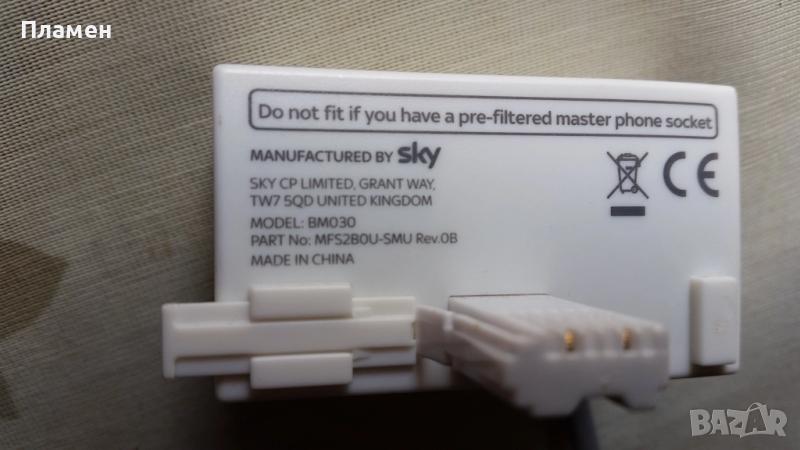 Пламен
Do not fit if you have a pre-filtered master phone socket
MANUFACTURED BY sky
SKY CP LIMITED, GRANT WAY,
TW7 5QD UNITED KINGDOM
MODEL: BM030
PART No: MFS2B0U-SMU Rev.0B
MADE IN CHINA
CE
BAZAR